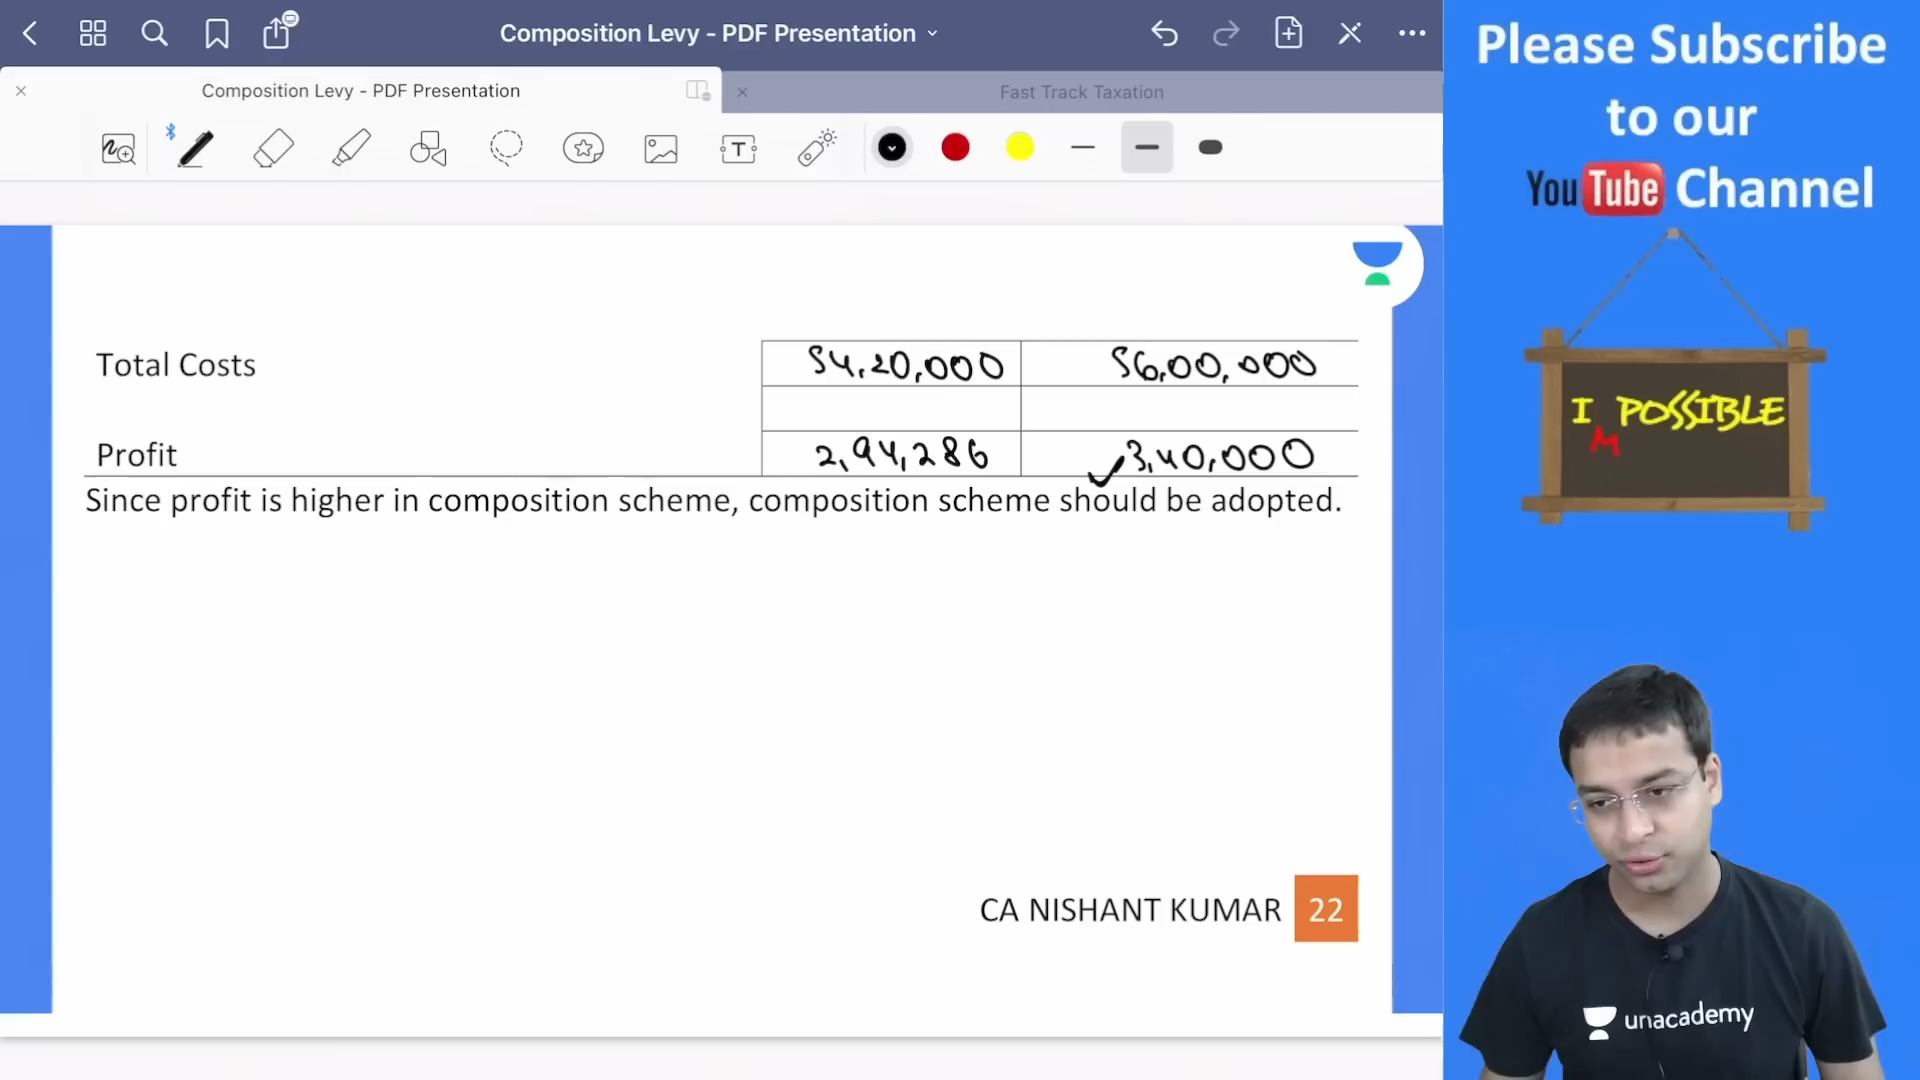 Composition Levy - PDF Presentation
Composition Levy - PDF Presentation
Fast Track Taxation
T
Total Costs 54,20,000 56,00,000
Profit 2,94,286 3,40,000
Since profit is higher in composition scheme, composition scheme should be adopted.
CA NISHANT KUMAR 22
Please Subscribe
to our
YouTube Channel
I POSSIBLE
M
unacademy